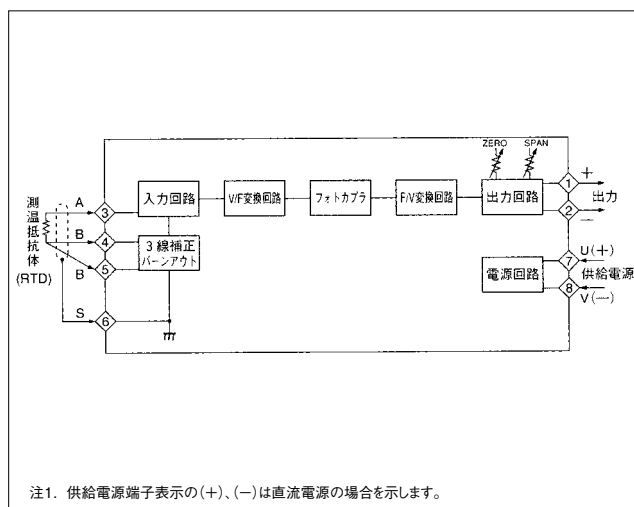 ZERO SPAN
測温抵抗体(RTD)
A
B
B
S
3
4
5
6
入力回路
V/F変換回路
フォトカプラ
F/V変換回路
出力回路
3線補正
バーンアウト
電源回路
1
2
7
8
+
出力
−
U(+)
供給電源
V(−)
注1. 供給電源端子表示の(+)、(−)は直流電源の場合を示します。